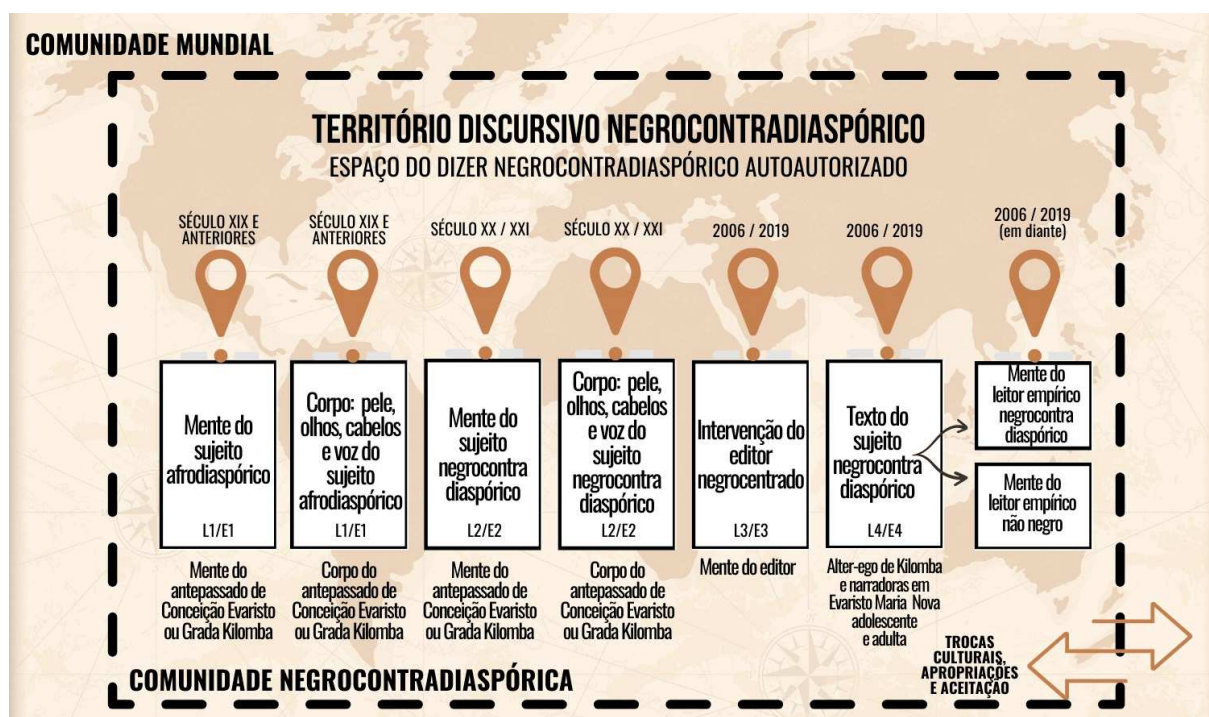 COMUNIDADE MUNDIAL
TERRITÓRIO DISCURSIVO NEGROCONTRADIASPÓRICO
ESPAÇO DO DIZER NEGROCONTRADIASPÓRICO AUTOAUTORIZADO
SÉCULO XIX E
ANTERIORES
SÉCULO XIX E
ANTERIORES
SÉCULO XX / XXI
SÉCULO XX / XXI
2006 / 2019
2006 / 2019
2006 / 2019
(em diante)
Mente do
sujeito
afrodiaspórico
L1/E1
Corpo: pele,
olhos, cabelos
e voz do
sujeito
afrodiaspórico
L1/E1
Mente do
sujeito
negrocontra
diaspórico
L2/E2
Corpo: pele,
olhos, cabelos
e voz do
sujeito
negrocontra
diaspórico
L2/E2
Intervenção do
editor
negrocentrado
L3/E3
Texto do
sujeito
negrocontra
diaspórico
L4/E4
Mente do
leitor empírico
negrocontra
diaspórico
Mente do
leitor empírico
não negro
Mente do
antepassado de
Conceição Evaristo
ou Grada Kilomba
Corpo do
antepassado de
Conceição Evaristo
ou Grada Kilomba
Mente do
antepassado de
Conceição Evaristo
ou Grada Kilomba
Corpo do
antepassado de
Conceição Evaristo
ou Grada Kilomba
Mente do editor
Alter-ego de Kilomba
e narradoras em
Evaristo Maria Nova
adolescente
e adulta
TROCAS
CULTURAIS,
APROPRIAÇÕES
E ACEITAÇÃO
COMUNIDADE NEGROCONTRADIASPÓRICA